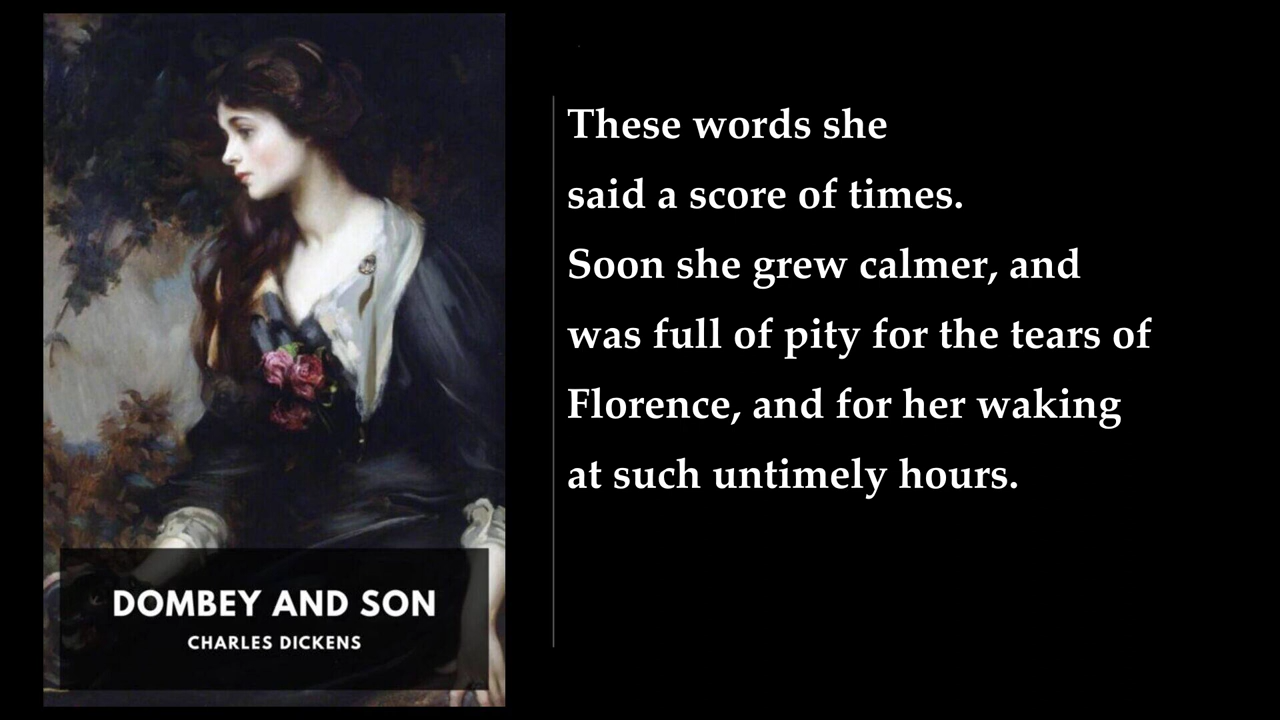 DOMBEY AND SON
CHARLES DICKENS
These words she
said a score of times.
Soon she grew calmer, and
was full of pity for the tears of
Florence, and for her waking
at such untimely hours.